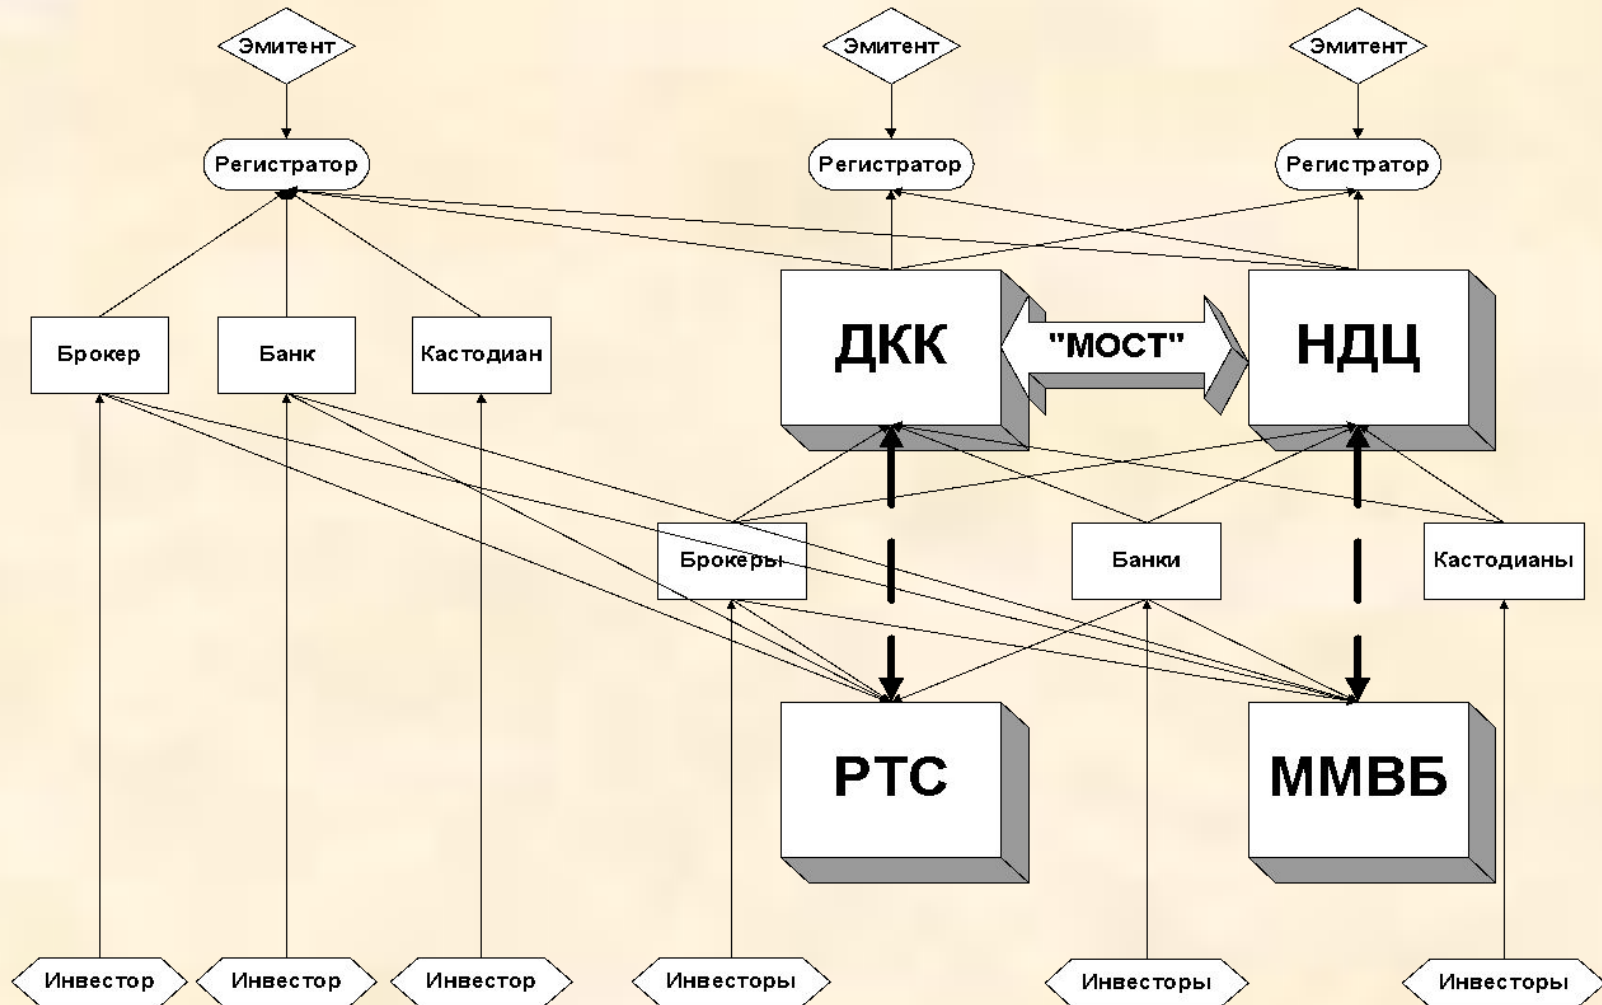 Эмитент
Эмитент
Эмитент
Регистратор
Регистратор
Регистратор
Брокер
Банк
Кастодиан
ДКК
"МОСТ"
НДЦ
Брокеры
Банки
Кастодианы
РТС
ММВБ
Инвестор
Инвестор
Инвестор
Инвесторы
Инвесторы
Инвесторы